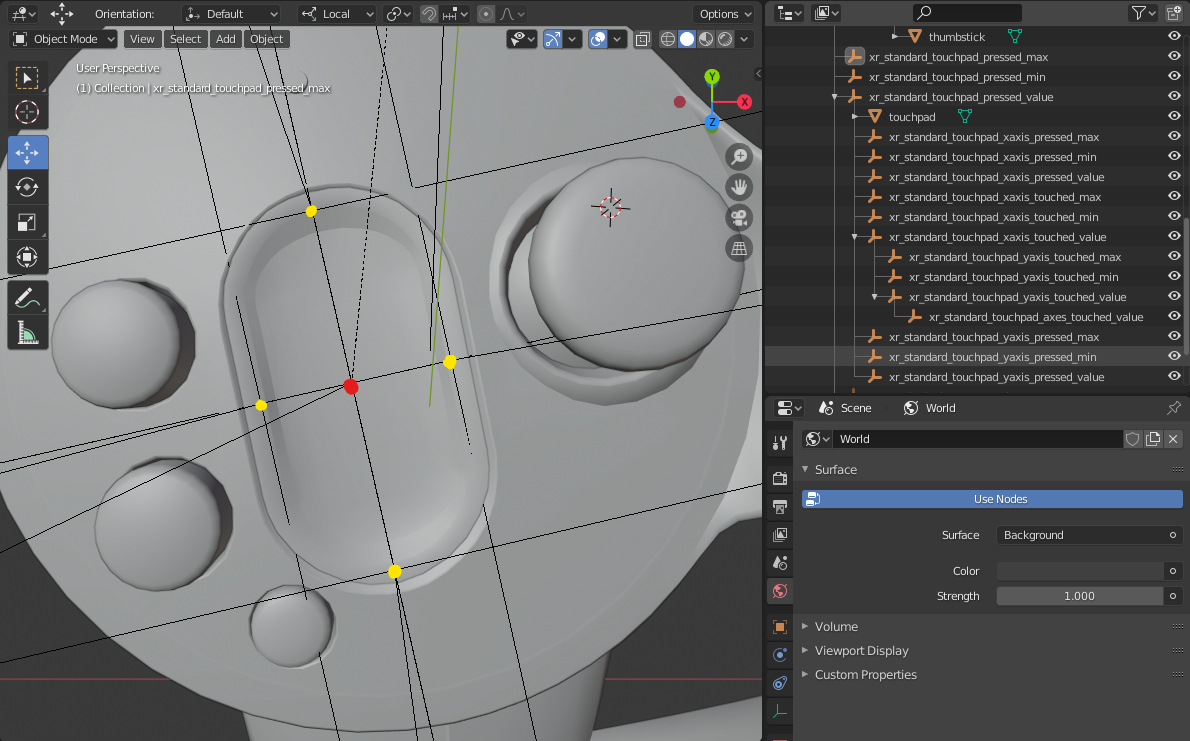 Orientation: Default Local Options
Object Mode View Select Add Object
User Perspective
(1) Collection | xr_standard_touchpad_pressed_max
Y
X
Z
thumbstick
xr_standard_touchpad_pressed_max
xr_standard_touchpad_pressed_min
xr_standard_touchpad_pressed_value
touchpad
xr_standard_touchpad_xaxis_pressed_max
xr_standard_touchpad_xaxis_pressed_min
xr_standard_touchpad_xaxis_pressed_value
xr_standard_touchpad_xaxis_touched_max
xr_standard_touchpad_xaxis_touched_min
xr_standard_touchpad_xaxis_touched_value
xr_standard_touchpad_yaxis_touched_max
xr_standard_touchpad_yaxis_touched_min
xr_standard_touchpad_yaxis_touched_value
xr_standard_touchpad_axes_touched_value
xr_standard_touchpad_yaxis_pressed_max
xr_standard_touchpad_yaxis_pressed_min
xr_standard_touchpad_yaxis_pressed_value
Scene World
World
Surface
Use Nodes
Surface Background
Color
Strength 1.000
Volume
Viewport Display
Custom Properties